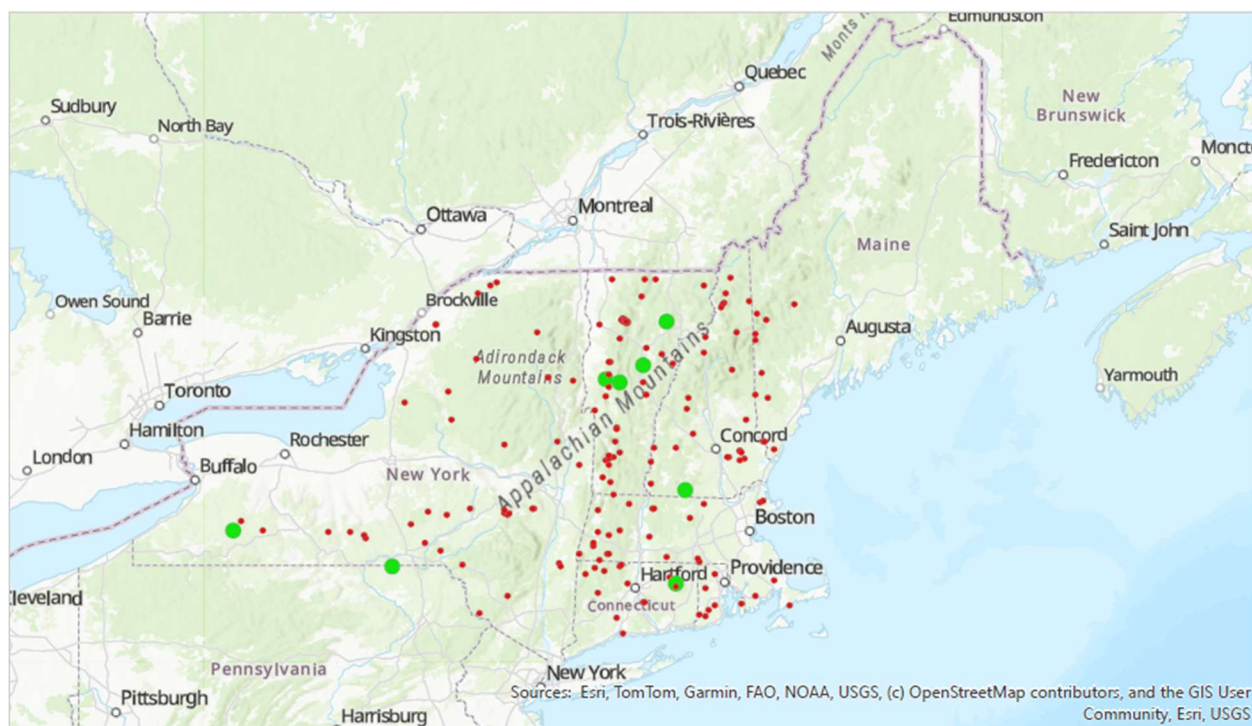 Edmundston
Monts
Quebec
Sudbury
North Bay
Trois-Rivières
New
Brunswick
Moncto
Fredericton
Ottawa
Montreal
Maine
Saint John
Owen Sound
Brockville
Barrie
Kingston
Augusta
Adirondack
Mountains
Toronto
Yarmouth
Hamilton
Rochester
Concord
London
Buffalo
New York
Appalachian Mountains
Boston
Hartford
Providence
Cleveland
Connecticut
Pennsylvania
New York
Sources: Esri, TomTom, Garmin, FAO, NOAA, USGS, (c) OpenStreetMap contributors, and the GIS User
Pittsburgh
Harrisburg
Community, Esri, USGS